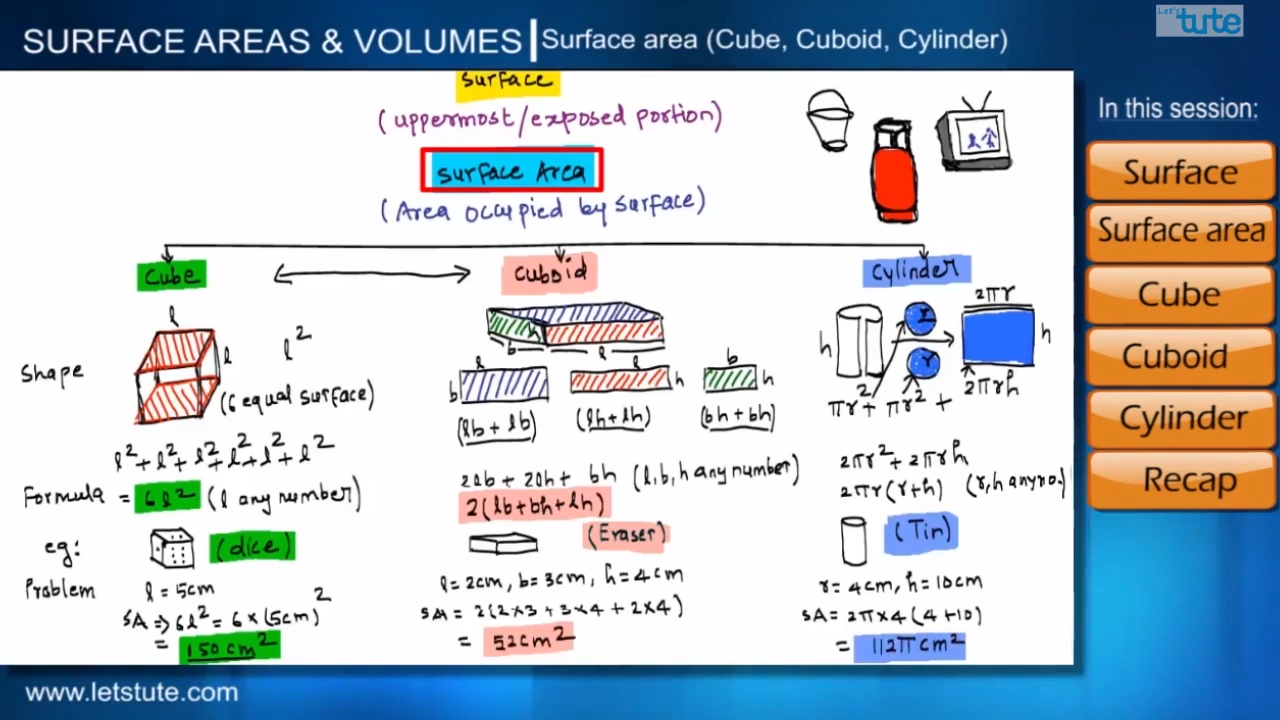 SURFACE AREAS & VOLUMES | Surface area (Cube, Cuboid, Cylinder)
Let's tute
Surface
(uppermost/exposed portion)
Surface Area
(Area occupied by surface)
In this session:
Surface
Surface area
Cube
Cuboid
Cylinder
Recap
Cube
Cuboid
Cylinder
Shape
l
l
l²
(6 equal surface)
h
b
l
l
b
l
h
b
h
(lb + lb)
(lh + lh)
(bh + bh)
h
r
r
2πr
h
πr² + πr² +
2πrh
l² + l² + l² + l² + l² + l²
2lb + 2lh + bh (l, b, h any number)
2πr² + 2πrh
Formula = 6l² (l any number)
2(lb + bh + lh)
2πr(r+h) (r, h any no.)
eg:
(dice)
(Eraser)
(Tin)
Problem
l = 5cm
SA ⇒ 6l² = 6 × (5cm)²
= 150 cm²
l = 2cm, b = 3cm, h = 4cm
SA = 2(2×3 + 3×4 + 2×4)
= 52cm²
r = 4cm, h = 10cm
SA = 2π×4(4+10)
= 112π cm²
www.letstute.com